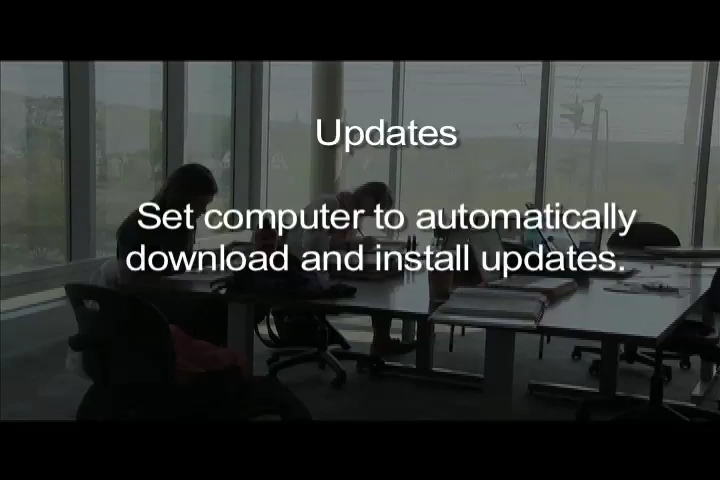 Updates
Set computer to automatically
download and install updates.